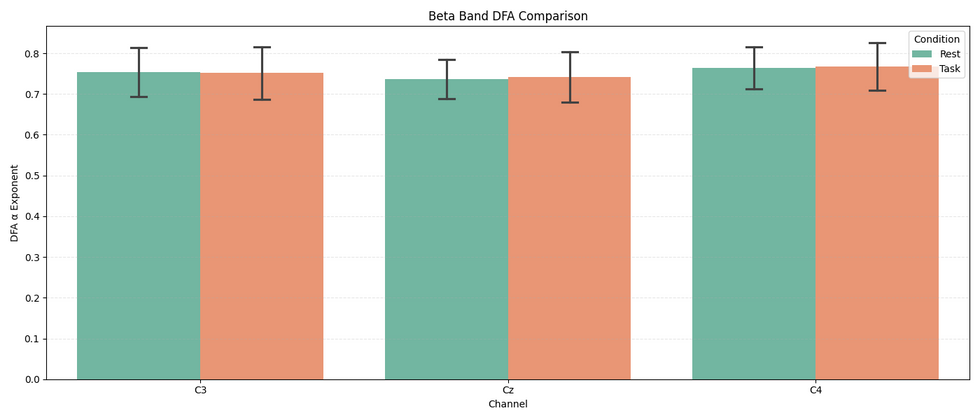 Beta Band DFA Comparison
DFA α Exponent
0.8
0.7
0.6
0.5
0.4
0.3
0.2
0.1
0.0
Condition
Rest
Task
C3
Cz
C4
Channel